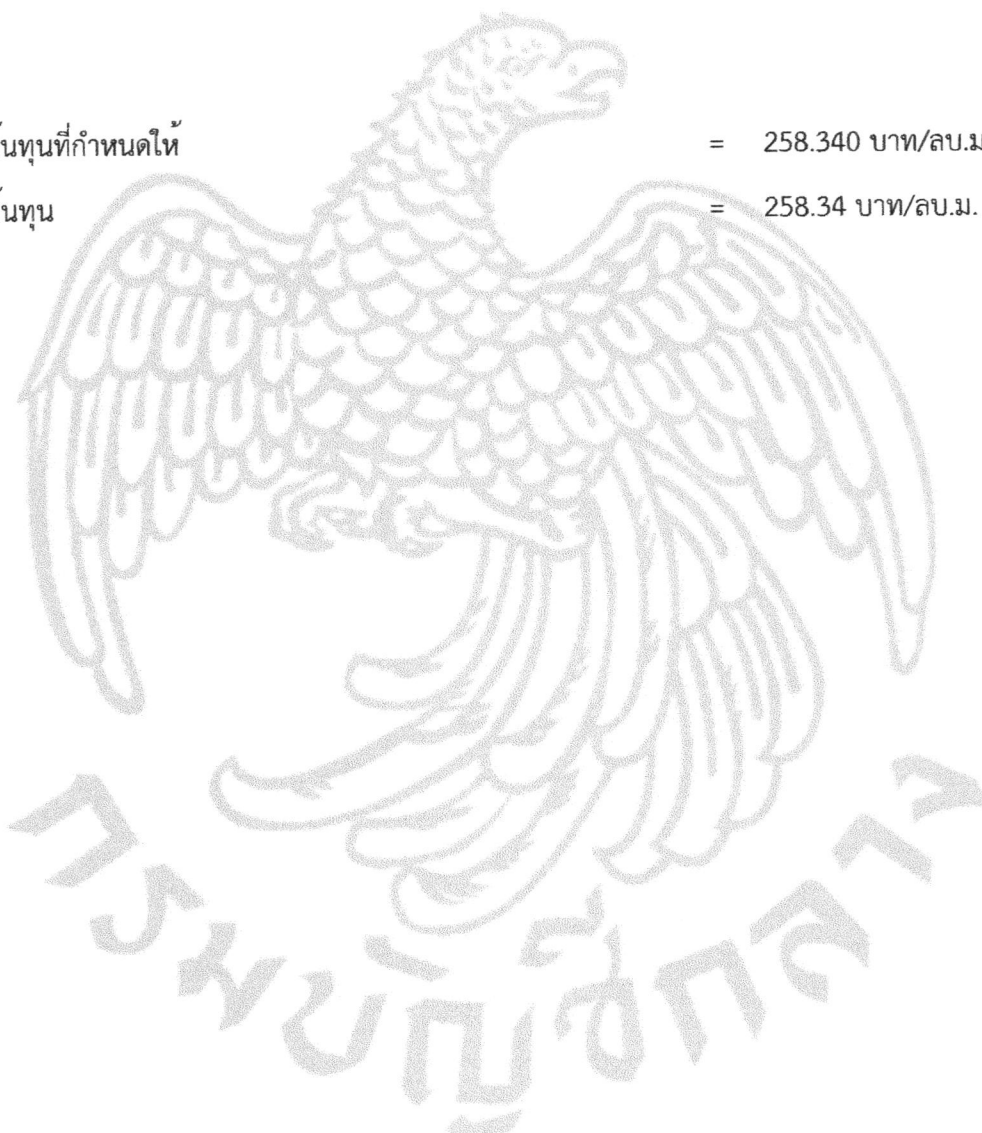 ้นทุนที่กำหนดให้ = 258.340 บาท/ลบ.ม
้นทุน = 258.34 บาท/ลบ.ม.
กรมบัญชีกลาง